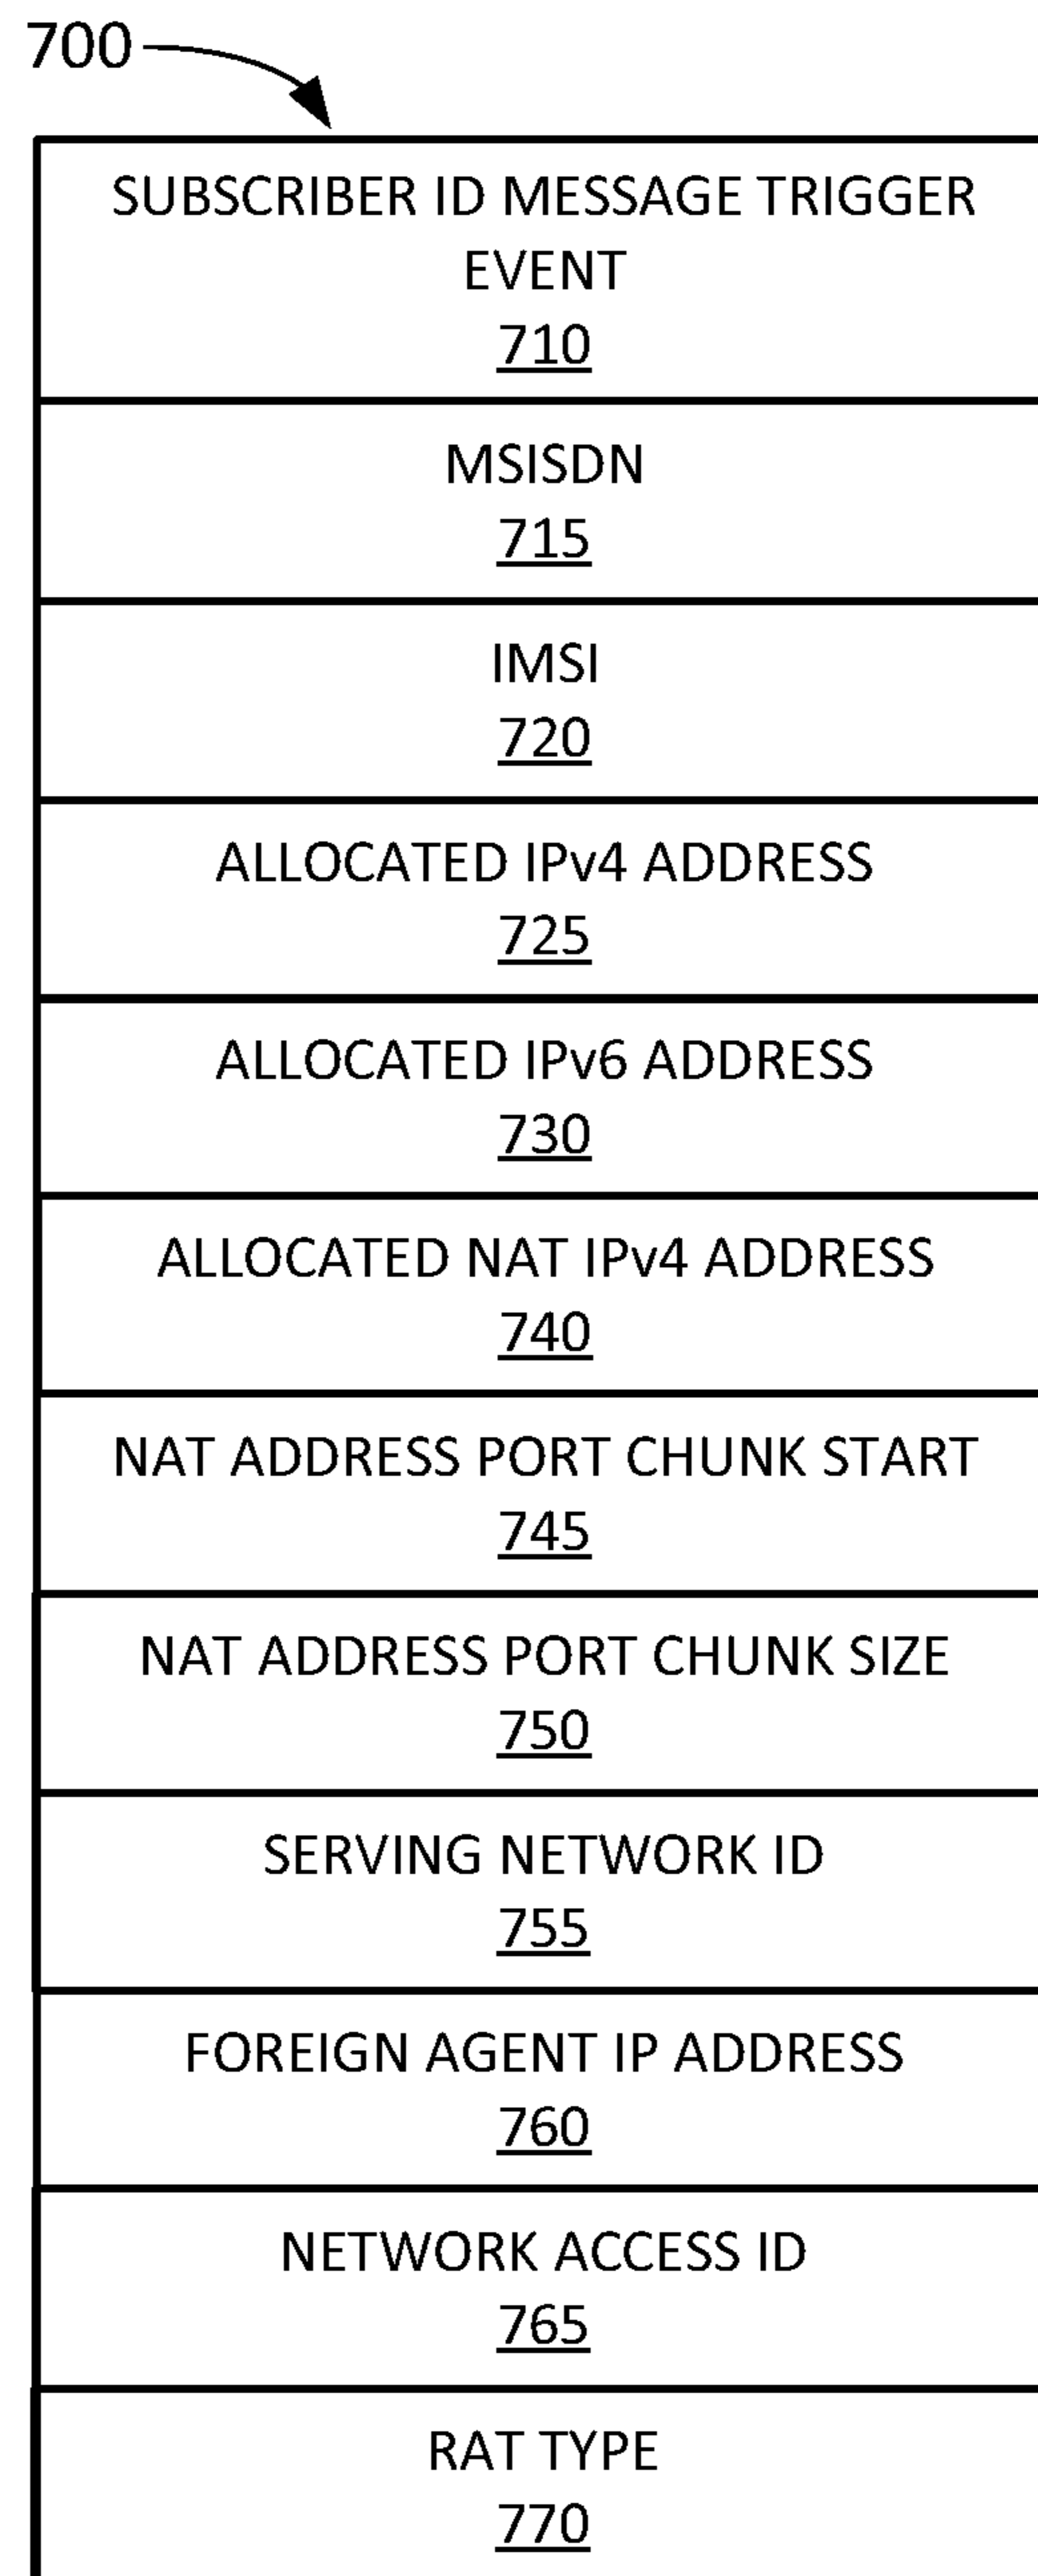 700
SUBSCRIBER ID MESSAGE TRIGGER
EVENT
710
MSISDN
715
IMSI
720
ALLOCATED IPv4 ADDRESS
725
ALLOCATED IPv6 ADDRESS
730
ALLOCATED NAT IPv4 ADDRESS
740
NAT ADDRESS PORT CHUNK START
745
NAT ADDRESS PORT CHUNK SIZE
750
SERVING NETWORK ID
755
FOREIGN AGENT IP ADDRESS
760
NETWORK ACCESS ID
765
RAT TYPE
770